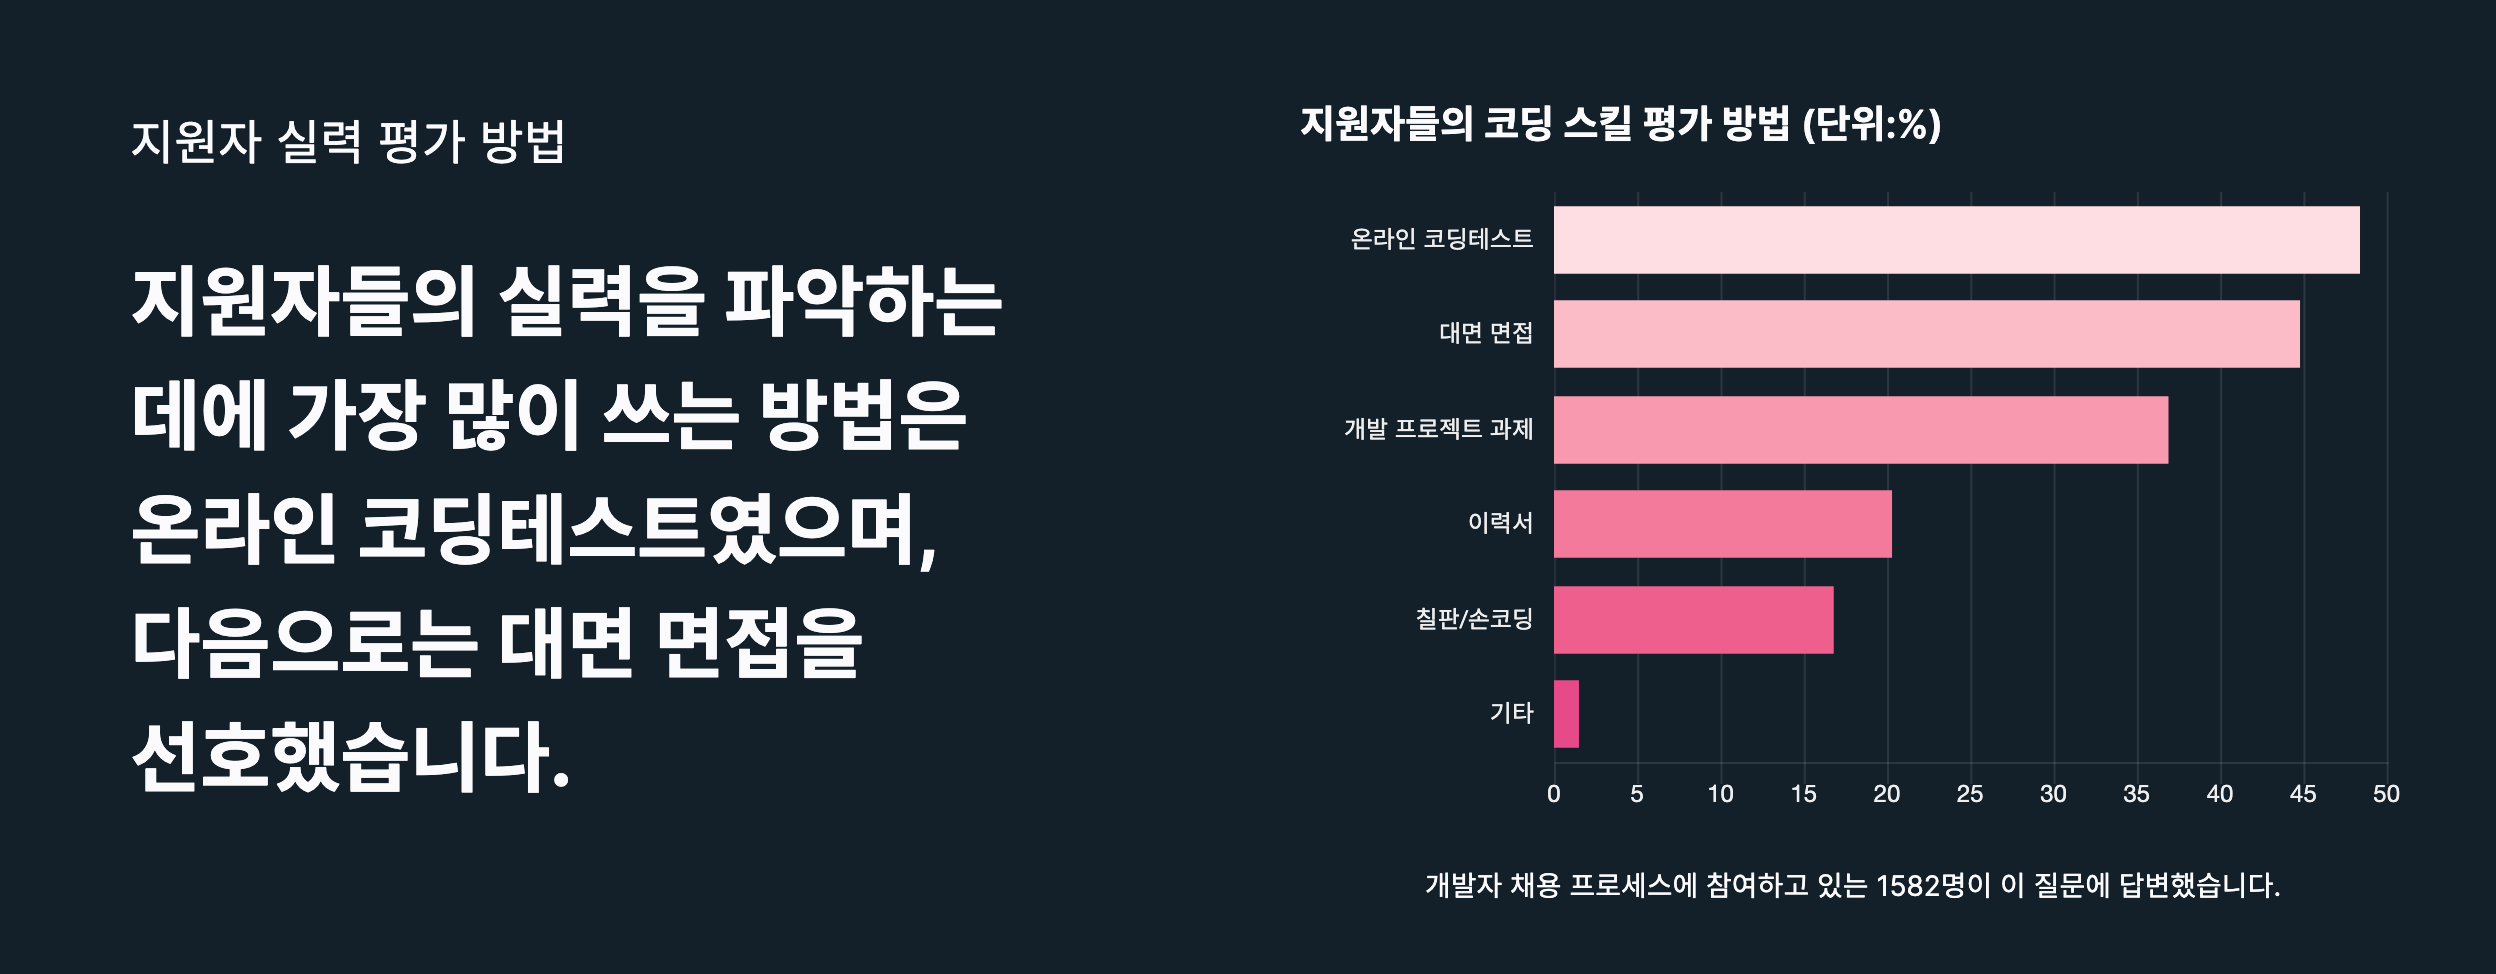 지원자 실력 평가 방법
지원자들의 실력을 파악하는
데에 가장 많이 쓰는 방법은
온라인 코딩테스트였으며,
다음으로는 대면 면접을
선호했습니다.
지원자들의 코딩 스킬 평가 방법 (단위:%)
온라인 코딩테스트
대면 면접
개발 프로젝트 과제
이력서
칠판/손코딩
기타
0 5 10 15 20 25 30 35 40 45 50
개발자 채용 프로세스에 참여하고 있는 1582명이 이 질문에 답변했습니다.